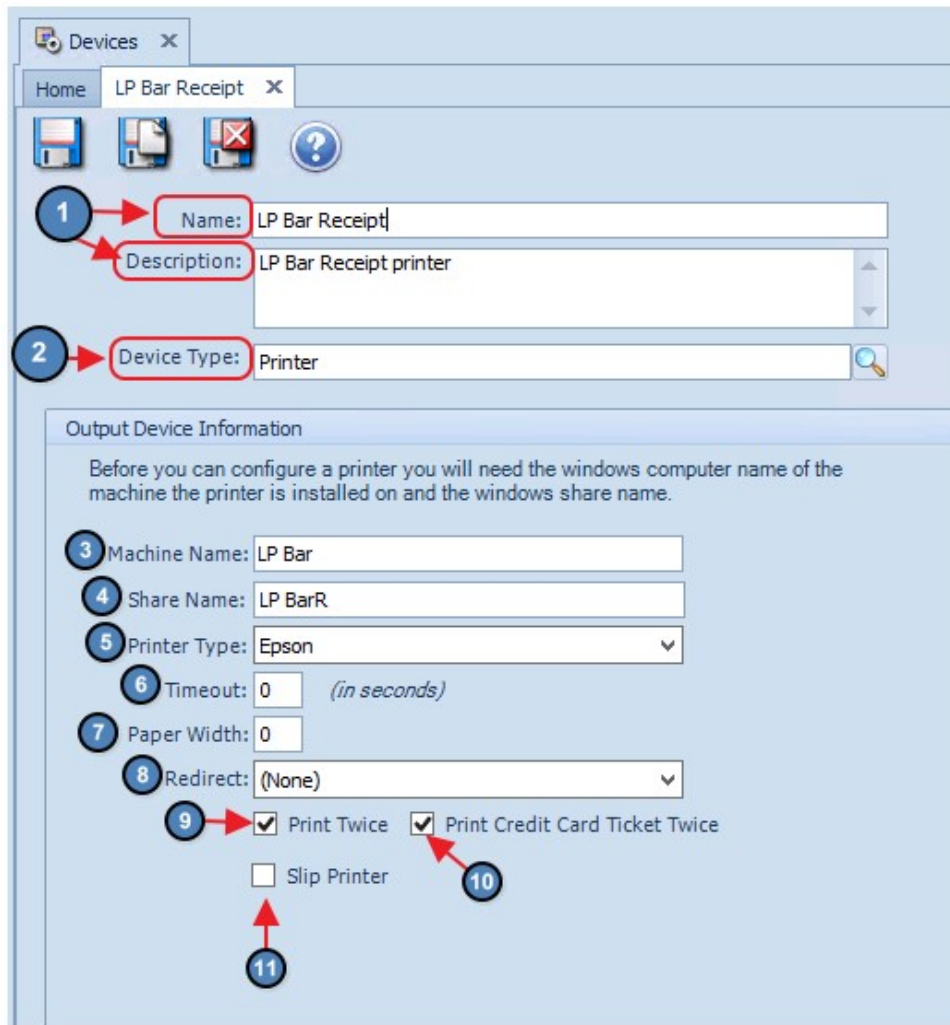 Devices
Home LP Bar Receipt
1 Name: LP Bar Receipt
Description: LP Bar Receipt printer
2 Device Type: Printer
Output Device Information
Before you can configure a printer you will need the windows computer name of the
machine the printer is installed on and the windows share name.
3 Machine Name: LP Bar
4 Share Name: LP BarR
5 Printer Type: Epson
6 Timeout: 0 (in seconds)
7 Paper Width: 0
8 Redirect: (None)
9 Print Twice Print Credit Card Ticket Twice
Slip Printer 10
11